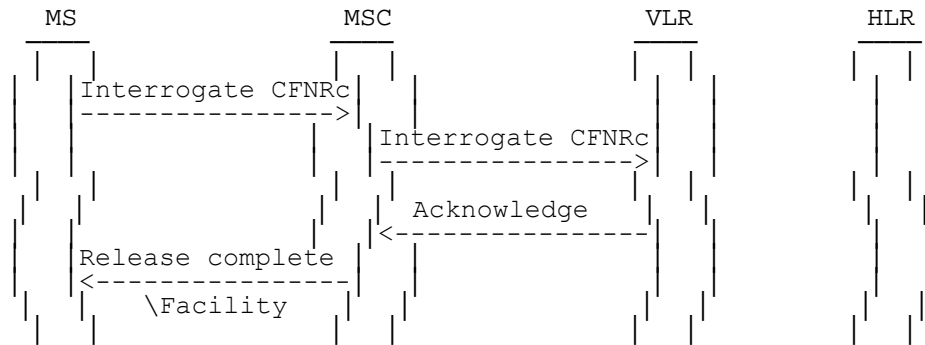 MS MSC VLR HLR
Interrogate CFNRc
Interrogate CFNRc
Acknowledge
Release complete
\Facility